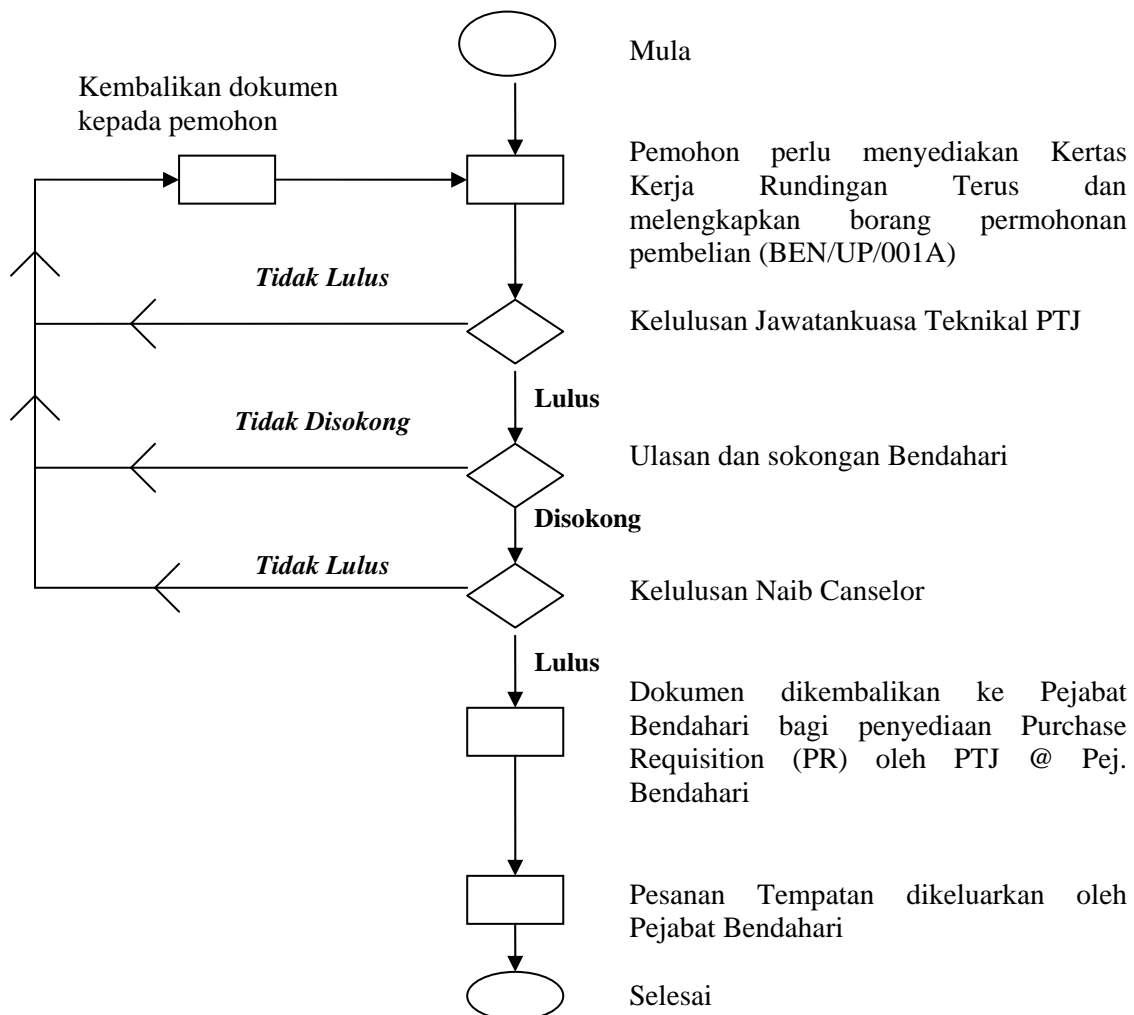 Mula
Kembalikan dokumen
kepada pemohon
Pemohon perlu menyediakan Kertas
Kerja Rundingan Terus dan
melengkapkan borang permohonan
pembelian (BEN/UP/001A)
Tidak Lulus
Kelulusan Jawatankuasa Teknikal PTJ
Lulus
Tidak Disokong
Ulasan dan sokongan Bendahari
Disokong
Tidak Lulus
Kelulusan Naib Canselor
Lulus
Dokumen dikembalikan ke Pejabat
Bendahari bagi penyediaan Purchase
Requisition (PR) oleh PTJ @ Pej.
Bendahari
Pesanan Tempatan dikeluarkan oleh
Pejabat Bendahari
Selesai